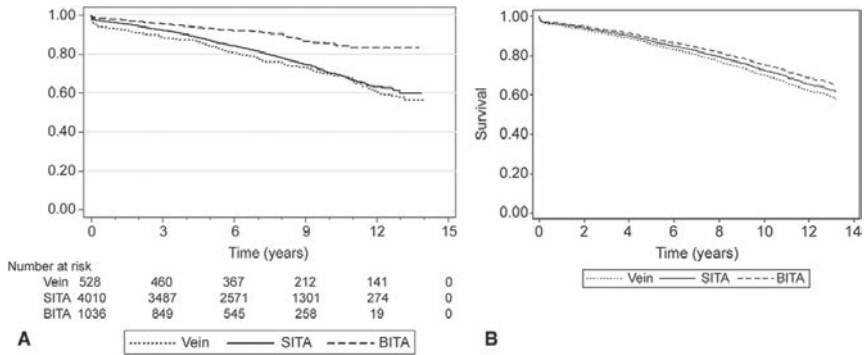 1.00
0.80
0.60
0.40
0.20
0.00
0 3 6 9 12 15
Time (years)
Number at risk
Vein 528 460 367 212 141 0
SITA 4010 3487 2571 1301 274 0
BITA 1036 849 545 258 19 0
A
Vein SITA BITA
1.00
0.80
0.60
0.40
0.20
0.00
Survival
0 2 4 6 8 10 12 14
Time (years)
Vein SITA BITA
B